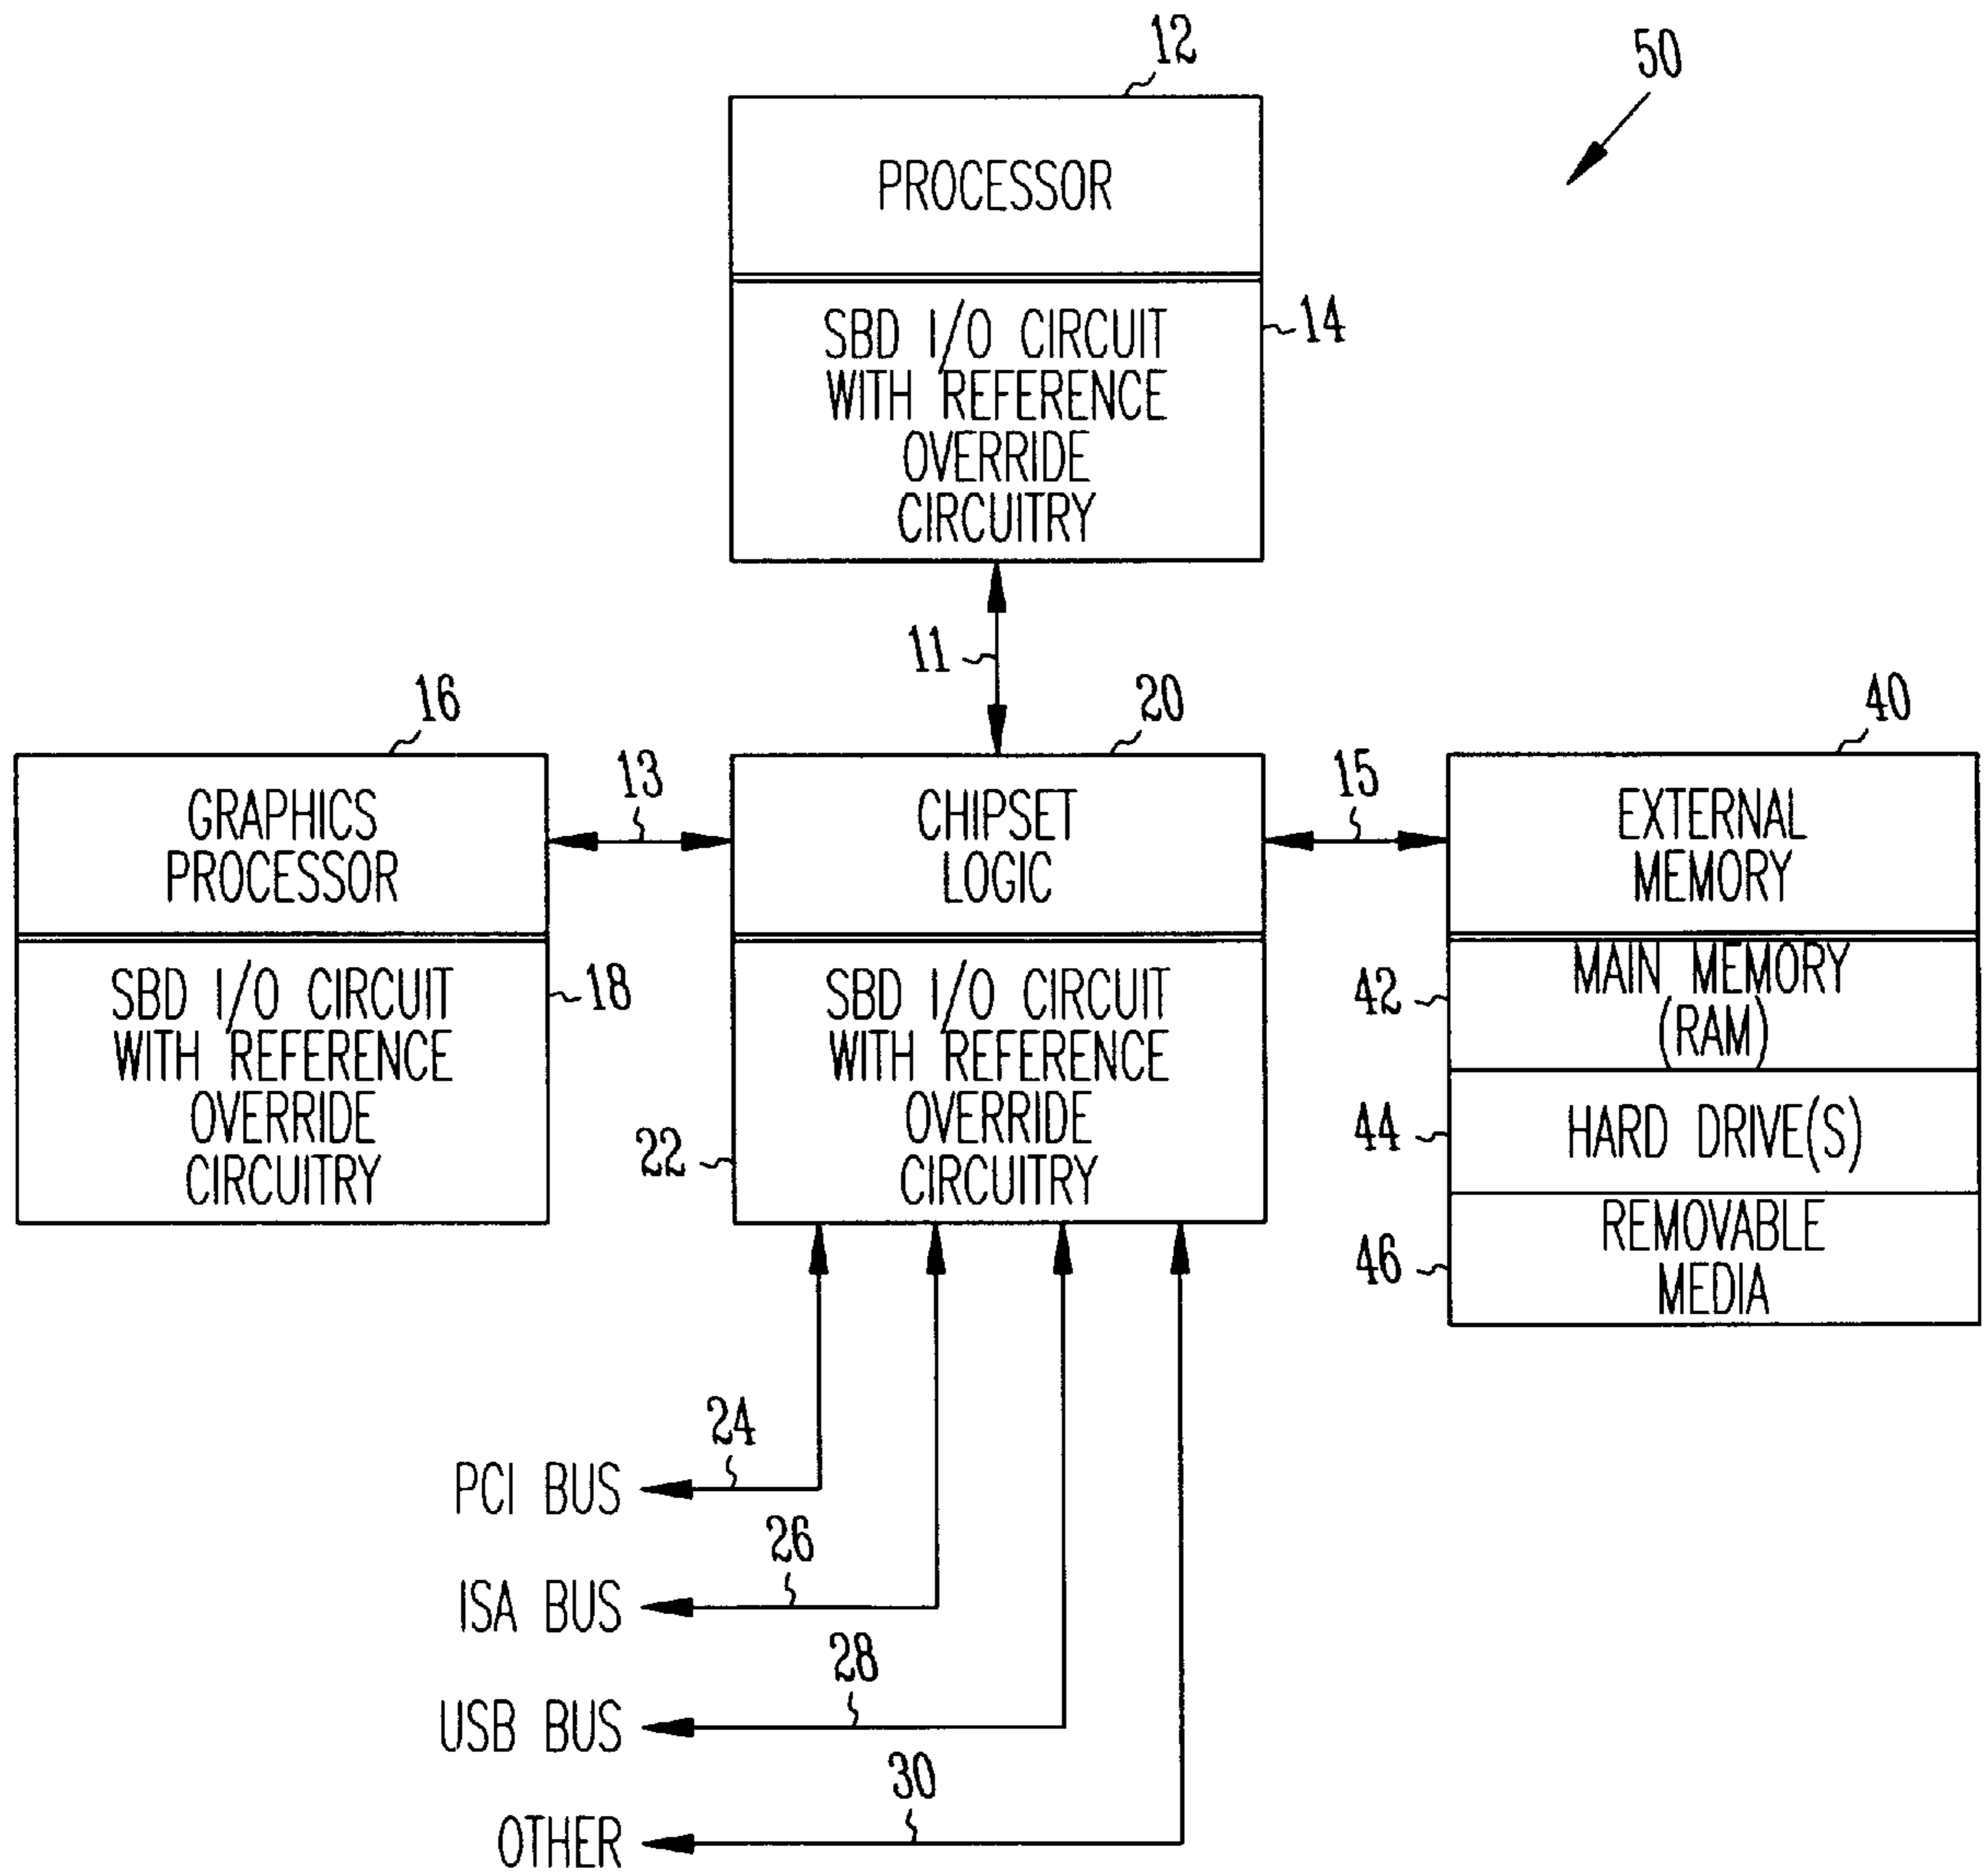 12
50
PROCESSOR
SBD I/O CIRCUIT
WITH REFERENCE
OVERRIDE
CIRCUITRY
14
11
16
20
40
13
15
GRAPHICS
PROCESSOR
CHIPSET
LOGIC
EXTERNAL
MEMORY
SBD I/O CIRCUIT
WITH REFERENCE
OVERRIDE
CIRCUITRY
18
SBD I/O CIRCUIT
WITH REFERENCE
OVERRIDE
CIRCUITRY
22
42
MAIN MEMORY
(RAM)
44
HARD DRIVE(S)
46
REMOVABLE
MEDIA
24
PCI BUS
26
ISA BUS
28
USB BUS
30
OTHER